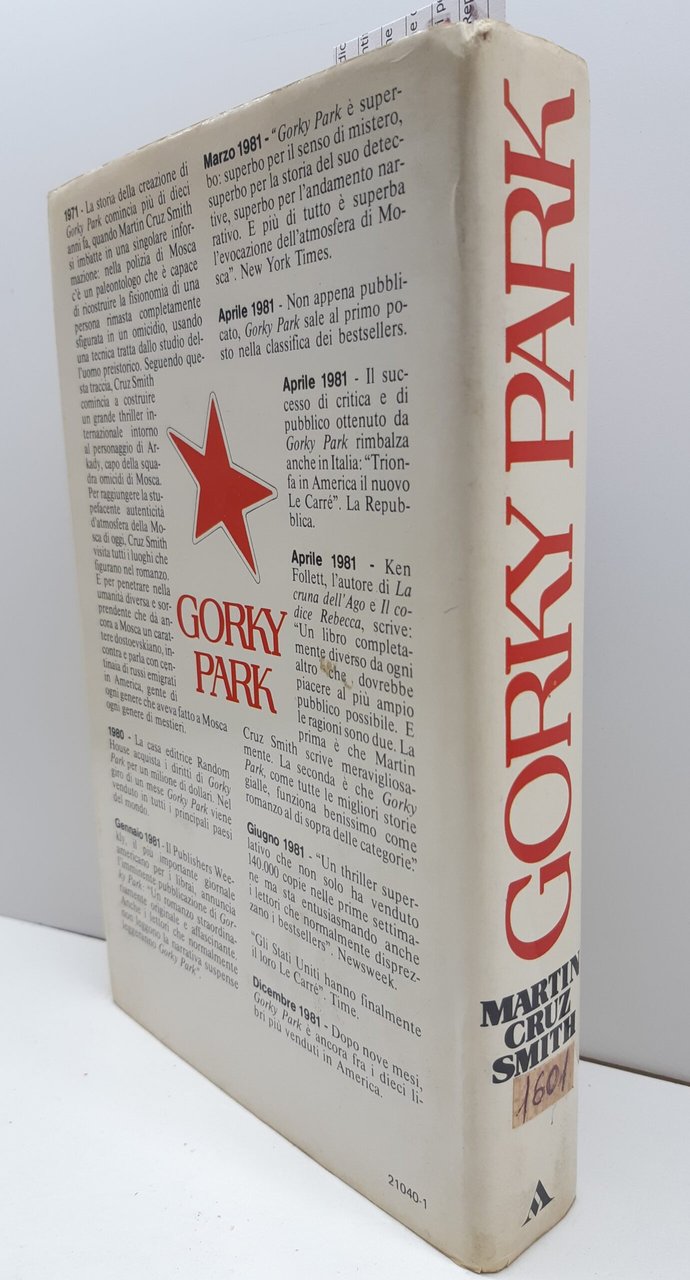 1971 - La storia della creazione di
Gorky Park comincia più di dieci
anni fa, quando Martin Cruz Smith
si imbatte in una singolare infor-
mazione: nella polizia di Mosca
c'è un paleontologo che è capace
di ricostruire la fisionomia di una
persona rimasta completamente
sfigurata in un omicidio, usando
una tecnica tratta dallo studio del-
l'uomo preistorico. Seguendo que-
sta traccia, Cruz Smith
comincia a costruire
un grande thriller in-
ternazionale intorno
al personaggio di Ar-
kady, capo della squa-
dra omicidi di Mosca.
Per raggiungere la stu-
pefacente autenticità
d'atmosfera della Mo-
sca di oggi, Cruz Smith
visita tutti i luoghi che
figurano nel romanzo.
E per penetrare nella
umanità diversa e sor-
prendente che dà an-
cora a Mosca un carat-
tere dostoevskiano, in-
contra e parla con cen-
tinaia di russi emigrati
in America, gente di
ogni genere che aveva fatto a Mosca
ogni genere di mestieri.
1980 - La casa editrice Random
House acquista i diritti di Gorky
Park per un milione di dollari. Nel
giro di un mese Gorky Park viene
venduto in tutti i principali paesi
del mondo.
Gennaio 1981 - Il Publishers Wee-
kly, il più importante giornale
americano per i librai, annuncia
l'imminente pubblicazione di Gor-
ky Park: "Un romanzo straordina-
riamente originale e affascinante.
Anche i lettori che normalmente
non leggono la narrativa suspense
leggeranno Gorky Park".
Marzo 1981 - "Gorky Park è super-
bo: superbo per il senso di mistero,
superbo per la storia del suo detec-
tive, superbo per l'andamento nar-
rativo. E più di tutto è superba
l'evocazione dell'atmosfera di Mo-
sca". New York Times.
Aprile 1981 - Non appena pubbli-
cato, Gorky Park sale al primo po-
sto nella classifica dei bestsellers.
Aprile 1981 - Il suc-
cesso di critica e di
pubblico ottenuto da
Gorky Park rimbalza
anche in Italia: "Trion-
fa in America il nuovo
Le Carré". La Repub-
blica.
Aprile 1981 - Ken
Follett, l'autore di La
cruna dell'Ago e Il co-
dice Rebecca, scrive:
"Un libro completa-
mente diverso da ogni
altro che dovrebbe
piacere al più ampio
pubblico possibile. E
le ragioni sono due. La
prima è che Martin
Cruz Smith scrive meravigliosa-
mente. La seconda è che Gorky
Park, come tutte le migliori storie
gialle, funziona benissimo come
romanzo al di sopra delle categorie."
Giugno 1981 - "Un thriller super-
lativo che non solo ha venduto
140.000 copie nelle prime settima-
ne ma sta entusiasmando anche
i lettori che normalmente disprez-
zano i bestsellers". Newsweek.
"Gli Stati Uniti hanno finalmente
il loro Le Carré". Time.
Dicembre 1981 - Dopo nove mesi,
Gorky Park è ancora fra i dieci li-
bri più venduti in America.
GORKY
PARK
21040-1
GORKY PARK
MARTIN
CRUZ
SMITH
1601